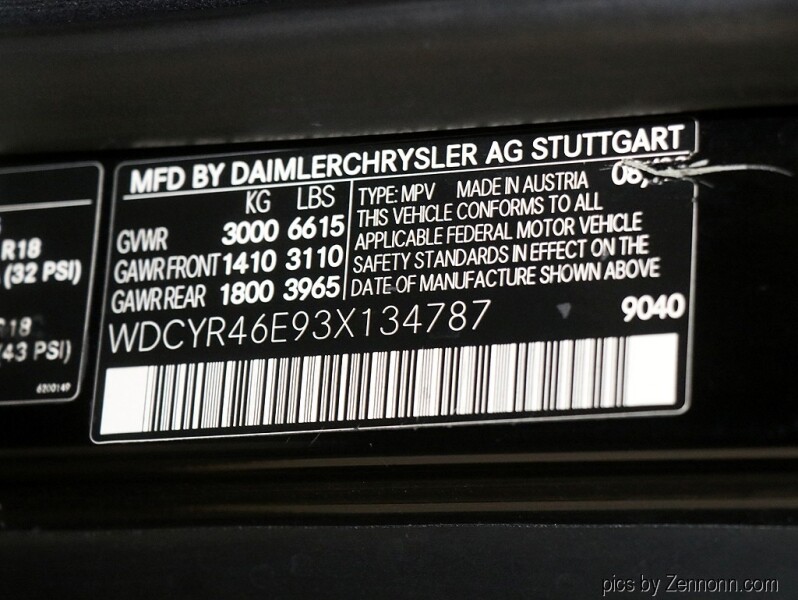 MFD BY DAIMLERCHRYSLER AG STUTTGART
KG LBS
GVWR 3000 6615
GAWR FRONT 1410 3110
GAWR REAR 1800 3965
TYPE: MPV MADE IN AUSTRIA
THIS VEHICLE CONFORMS TO ALL
APPLICABLE FEDERAL MOTOR VEHICLE
SAFETY STANDARDS IN EFFECT ON THE
DATE OF MANUFACTURE SHOWN ABOVE
WDCYR46E93X134787
9040
R18
(32 PSI)
R18
(43 PSI)
6200149
pics by Zennonn.com